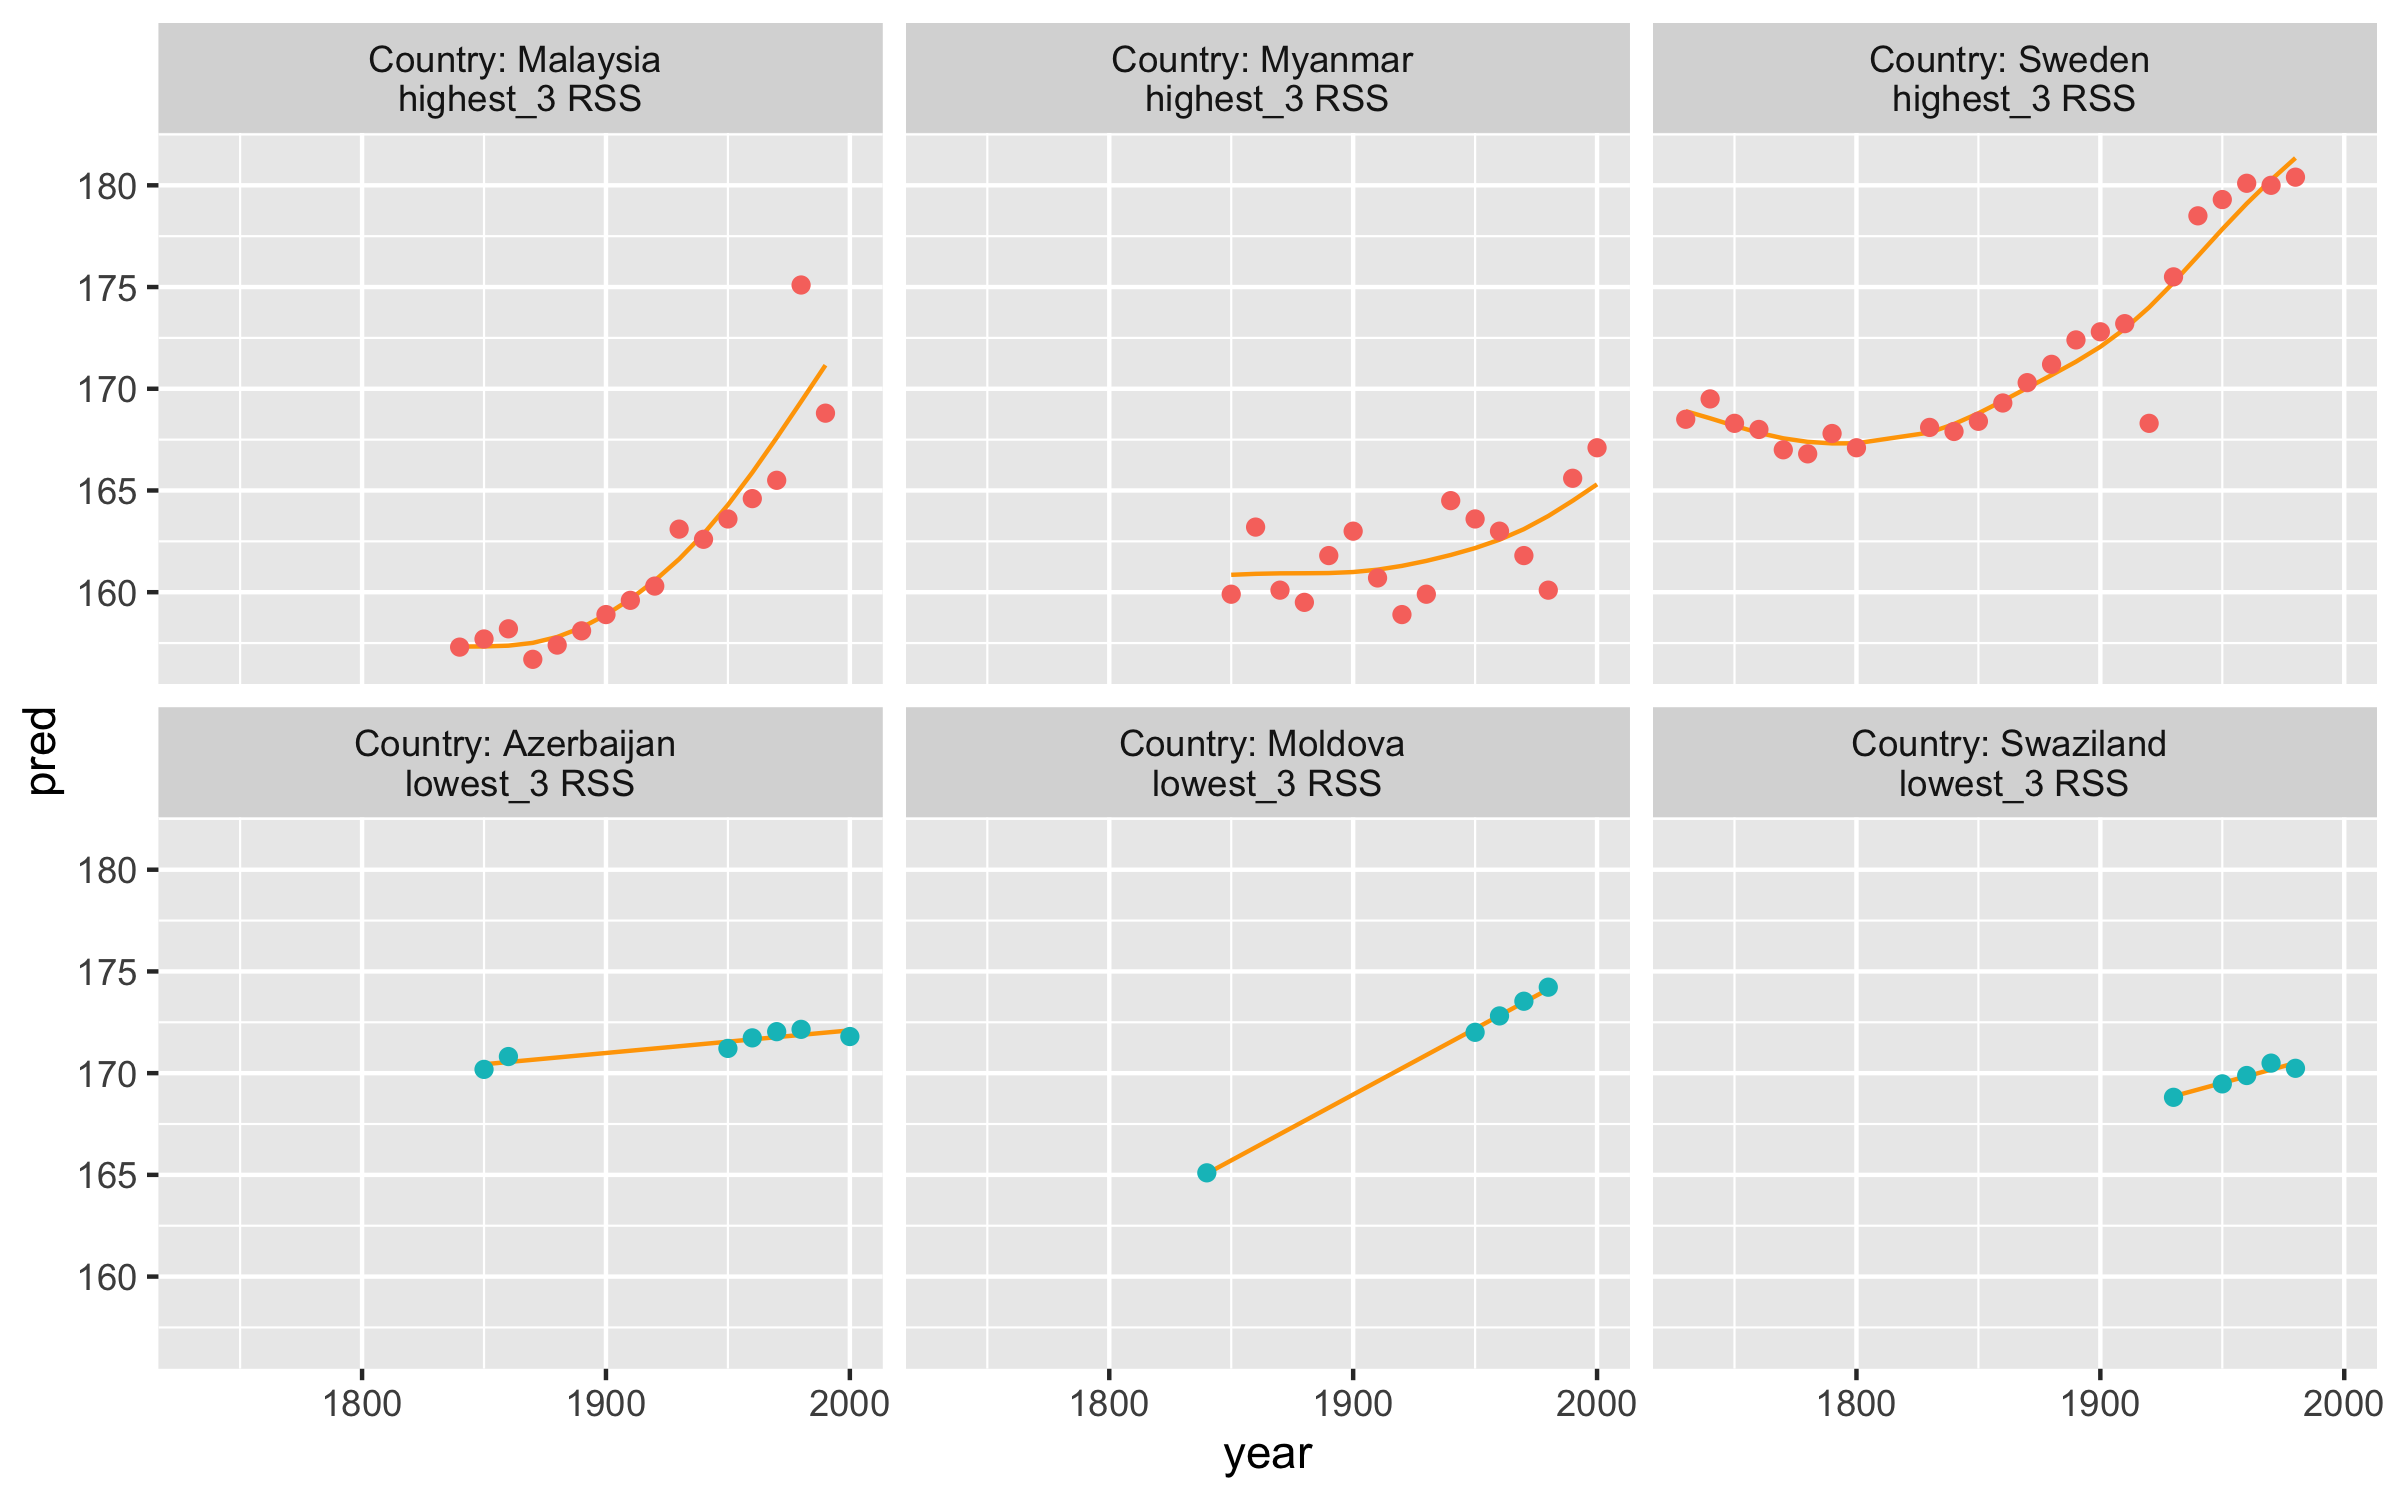 Country: Malaysia
highest_3 RSS
Country: Myanmar
highest_3 RSS
Country: Sweden
highest_3 RSS
180
175
170
165
160
pred
Country: Azerbaijan
lowest_3 RSS
Country: Moldova
lowest_3 RSS
Country: Swaziland
lowest_3 RSS
180
175
170
165
160
1800 1900 2000 1800 1900 2000 1800 1900 2000
year